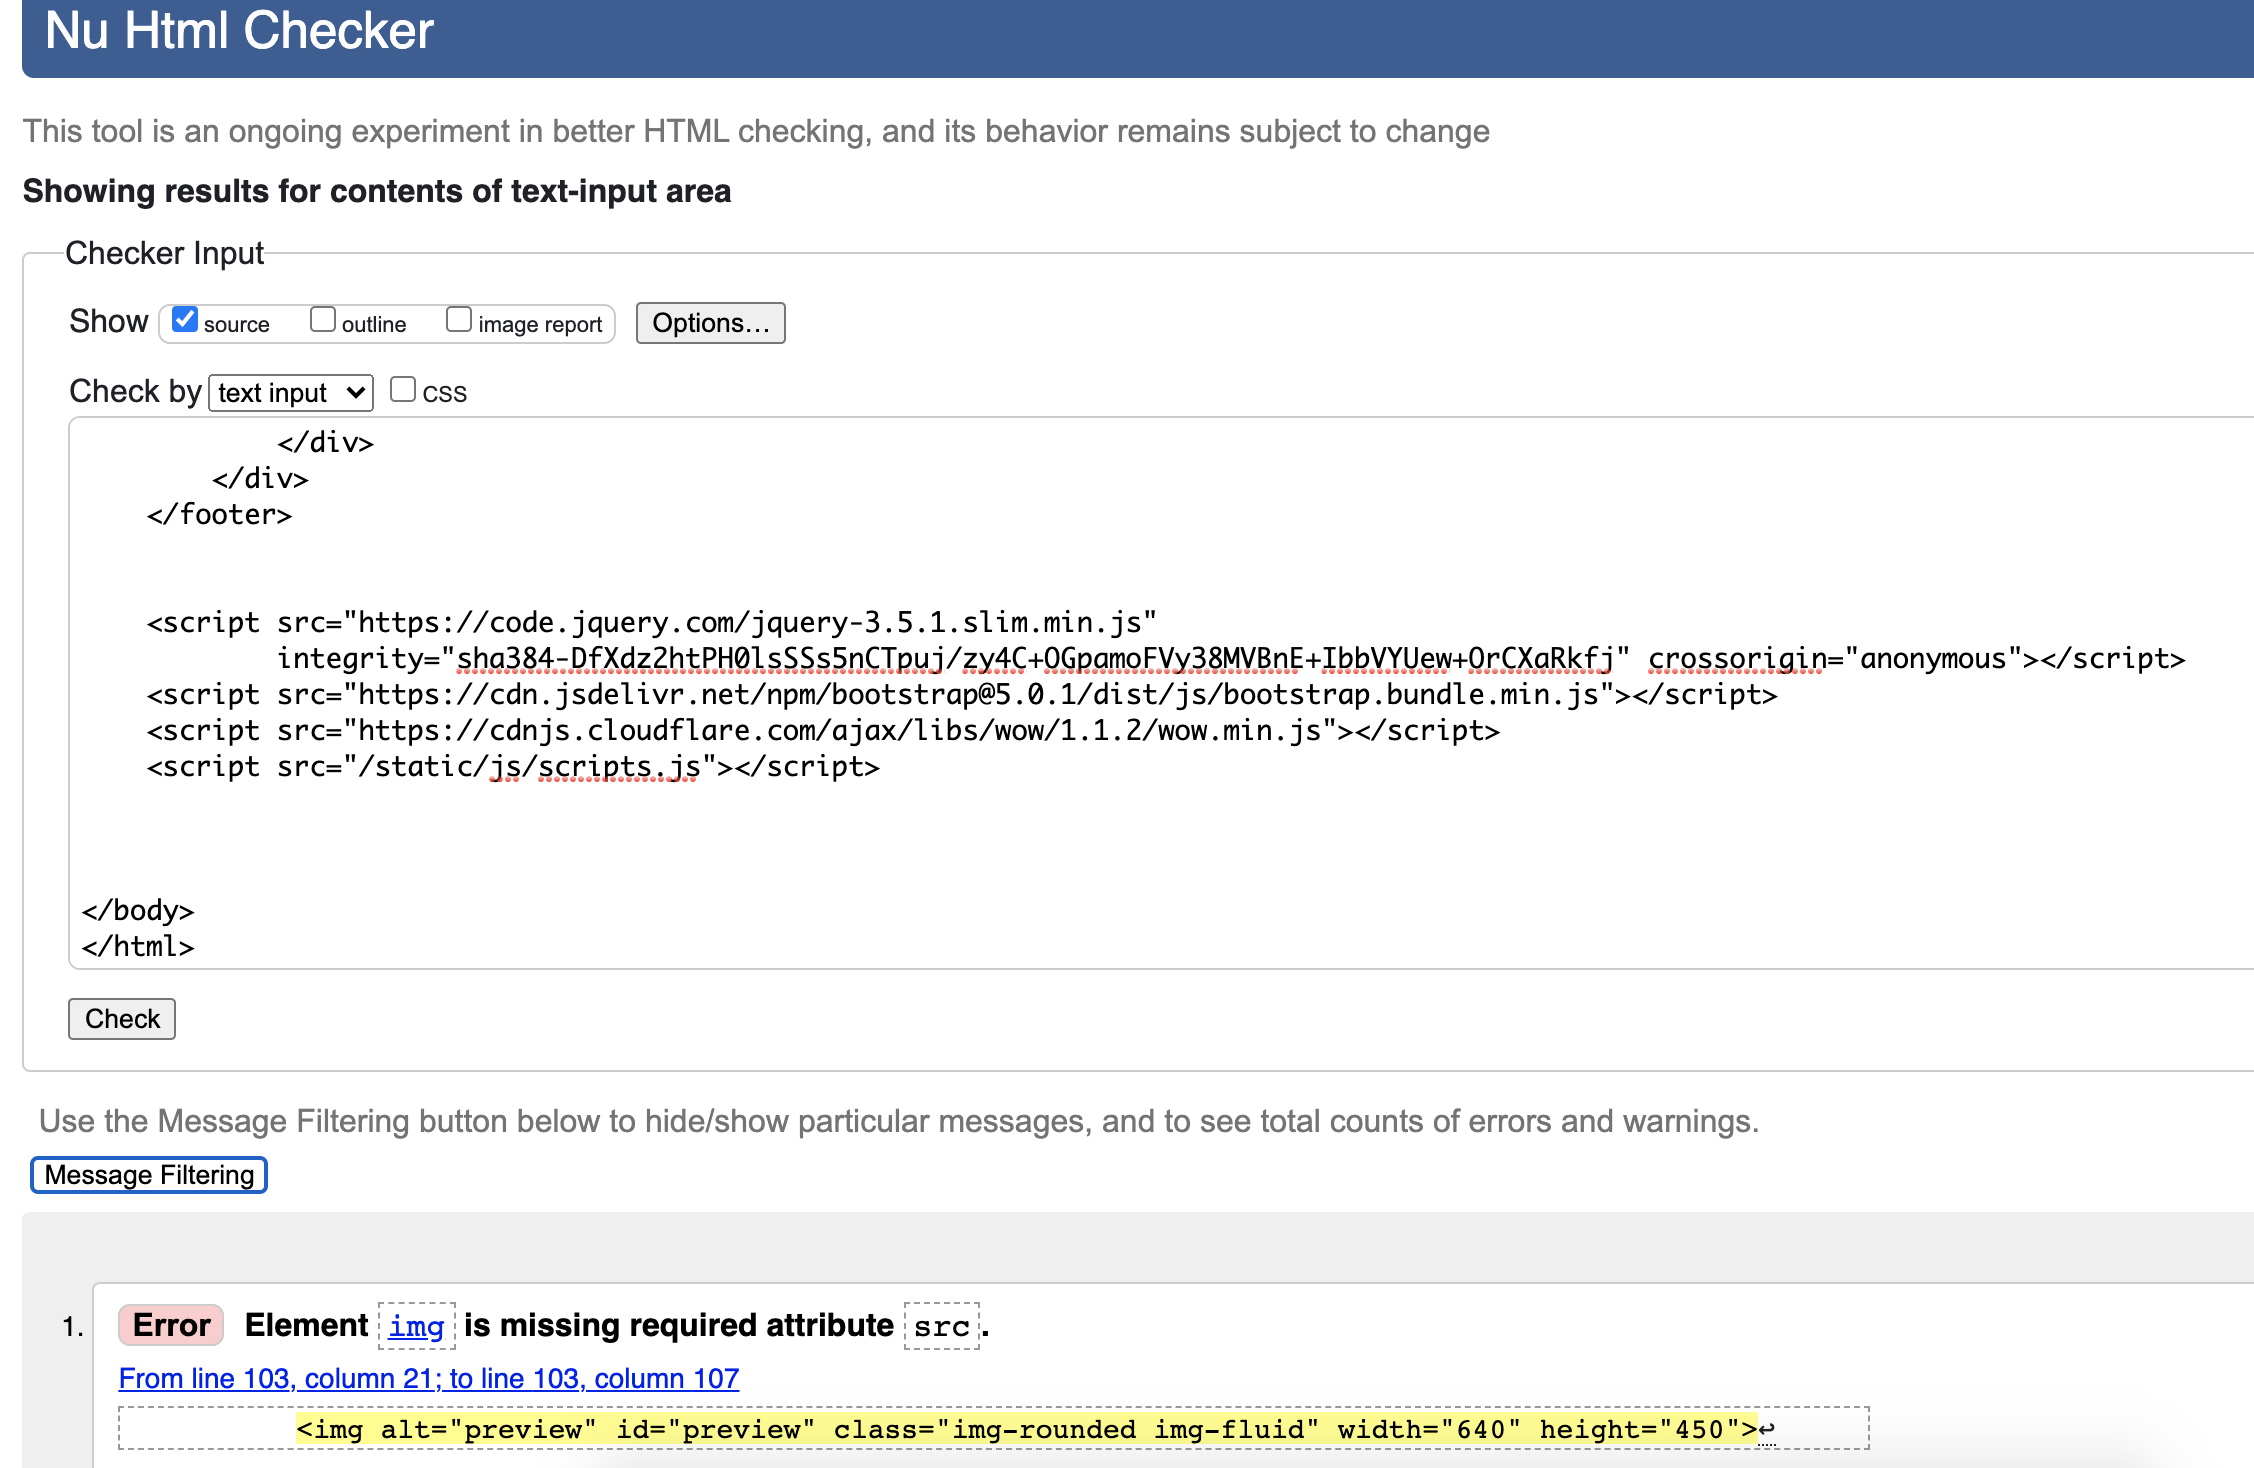 Nu Html Checker
This tool is an ongoing experiment in better HTML checking, and its behavior remains subject to change
Showing results for contents of text-input area
Checker Input
Show source outline image report Options...
Check by text input CSS
</div>
</div>
</footer>
<script src="https://code.jquery.com/jquery-3.5.1.slim.min.js"
integrity="sha384-DfXdz2htPH0lsSSs5nCTpuj/zy4C+OGpamoFVy38MVBnE+IbbVYUew+OrCXaRkfj" crossorigin="anonymous"></script>
<script src="https://cdn.jsdelivr.net/npm/bootstrap@5.0.1/dist/js/bootstrap.bundle.min.js"></script>
<script src="https://cdnjs.cloudflare.com/ajax/libs/wow/1.1.2/wow.min.js"></script>
<script src="/static/js/scripts.js"></script>
</body>
</html>
Check
Use the Message Filtering button below to hide/show particular messages, and to see total counts of errors and warnings.
Message Filtering
1. Error Element img is missing required attribute src.
From line 103, column 21; to line 103, column 107
<img alt="preview" id="preview" class="img-rounded img-fluid" width="640" height="450">↩